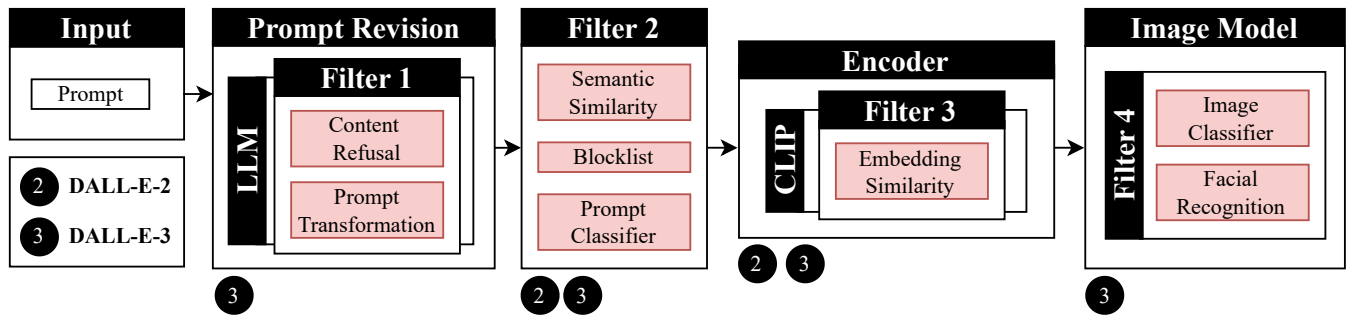 Input
Prompt
2 DALL-E-2
3 DALL-E-3
Prompt Revision
LLM
Filter 1
Content
Refusal
Prompt
Transformation
3
Filter 2
Semantic
Similarity
Blocklist
Prompt
Classifier
2 3
Encoder
CLIP
Filter 3
Embedding
Similarity
2 3
Image Model
Filter 4
Image
Classifier
Facial
Recognition
3